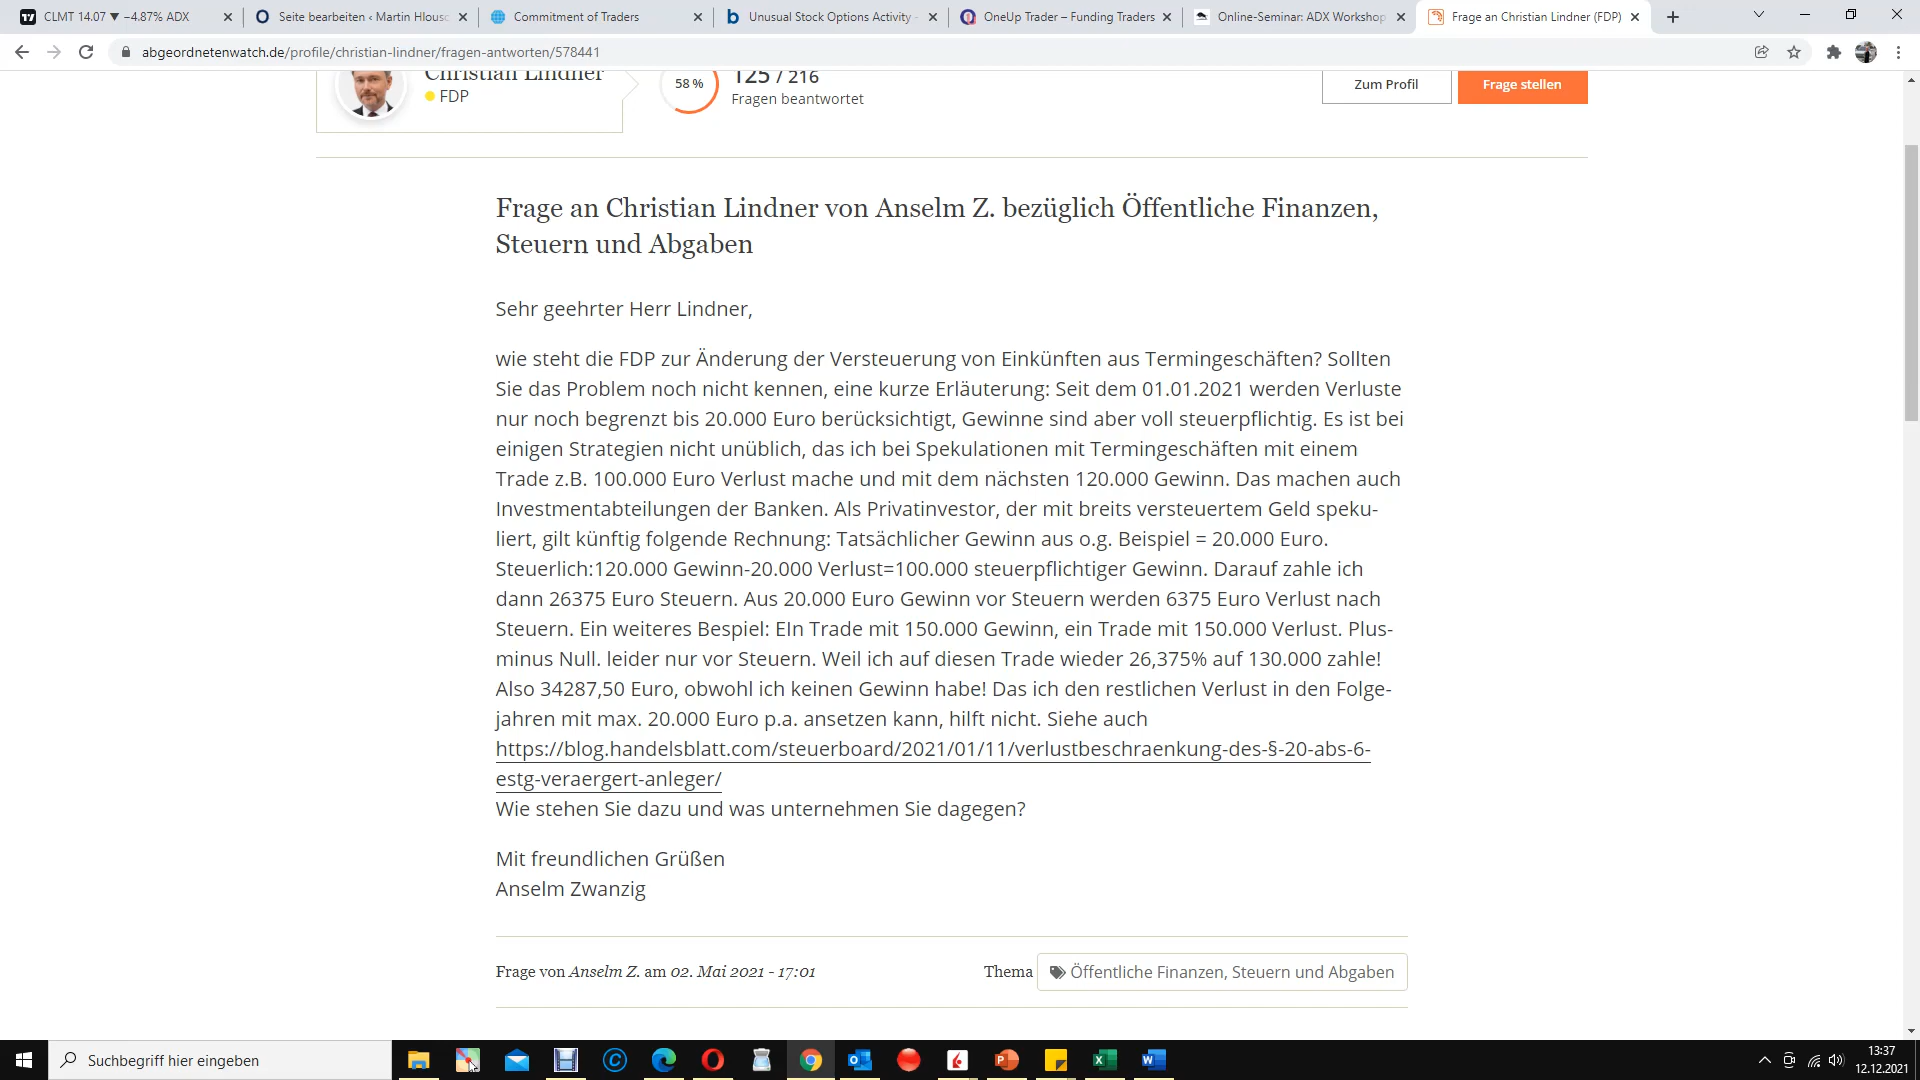 CLMT 14.07 ▼ −4.87% ADX
Seite bearbeiten ‹ Martin Hlousc
Commitment of Traders
Unusual Stock Options Activity -
OneUp Trader – Funding Traders
Online-Seminar: ADX Workshop
Frage an Christian Lindner (FDP)
abgeordnetenwatch.de/profile/christian-lindner/fragen-antworten/578441
Christian Lindner
FDP
58 %
125 / 216
Fragen beantwortet
Zum Profil
Frage stellen
Frage an Christian Lindner von Anselm Z. bezüglich Öffentliche Finanzen,
Steuern und Abgaben
Sehr geehrter Herr Lindner,
wie steht die FDP zur Änderung der Versteuerung von Einkünften aus Termingeschäften? Sollten
Sie das Problem noch nicht kennen, eine kurze Erläuterung: Seit dem 01.01.2021 werden Verluste
nur noch begrenzt bis 20.000 Euro berücksichtigt, Gewinne sind aber voll steuerpflichtig. Es ist bei
einigen Strategien nicht unüblich, das ich bei Spekulationen mit Termingeschäften mit einem
Trade z.B. 100.000 Euro Verlust mache und mit dem nächsten 120.000 Gewinn. Das machen auch
Investmentabteilungen der Banken. Als Privatinvestor, der mit breits versteuertem Geld speku-
liert, gilt künftig folgende Rechnung: Tatsächlicher Gewinn aus o.g. Beispiel = 20.000 Euro.
Steuerlich:120.000 Gewinn-20.000 Verlust=100.000 steuerpflichtiger Gewinn. Darauf zahle ich
dann 26375 Euro Steuern. Aus 20.000 Euro Gewinn vor Steuern werden 6375 Euro Verlust nach
Steuern. Ein weiteres Bespiel: EIn Trade mit 150.000 Gewinn, ein Trade mit 150.000 Verlust. Plus-
minus Null. leider nur vor Steuern. Weil ich auf diesen Trade wieder 26,375% auf 130.000 zahle!
Also 34287,50 Euro, obwohl ich keinen Gewinn habe! Das ich den restlichen Verlust in den Folge-
jahren mit max. 20.000 Euro p.a. ansetzen kann, hilft nicht. Siehe auch
https://blog.handelsblatt.com/steuerboard/2021/01/11/verlustbeschraenkung-des-§-20-abs-6-
estg-veraergert-anleger/
Wie stehen Sie dazu und was unternehmen Sie dagegen?
Mit freundlichen Grüßen
Anselm Zwanzig
Frage von Anselm Z. am 02. Mai 2021 - 17:01
Thema
Öffentliche Finanzen, Steuern und Abgaben
Suchbegriff hier eingeben
13:37
12.12.2021